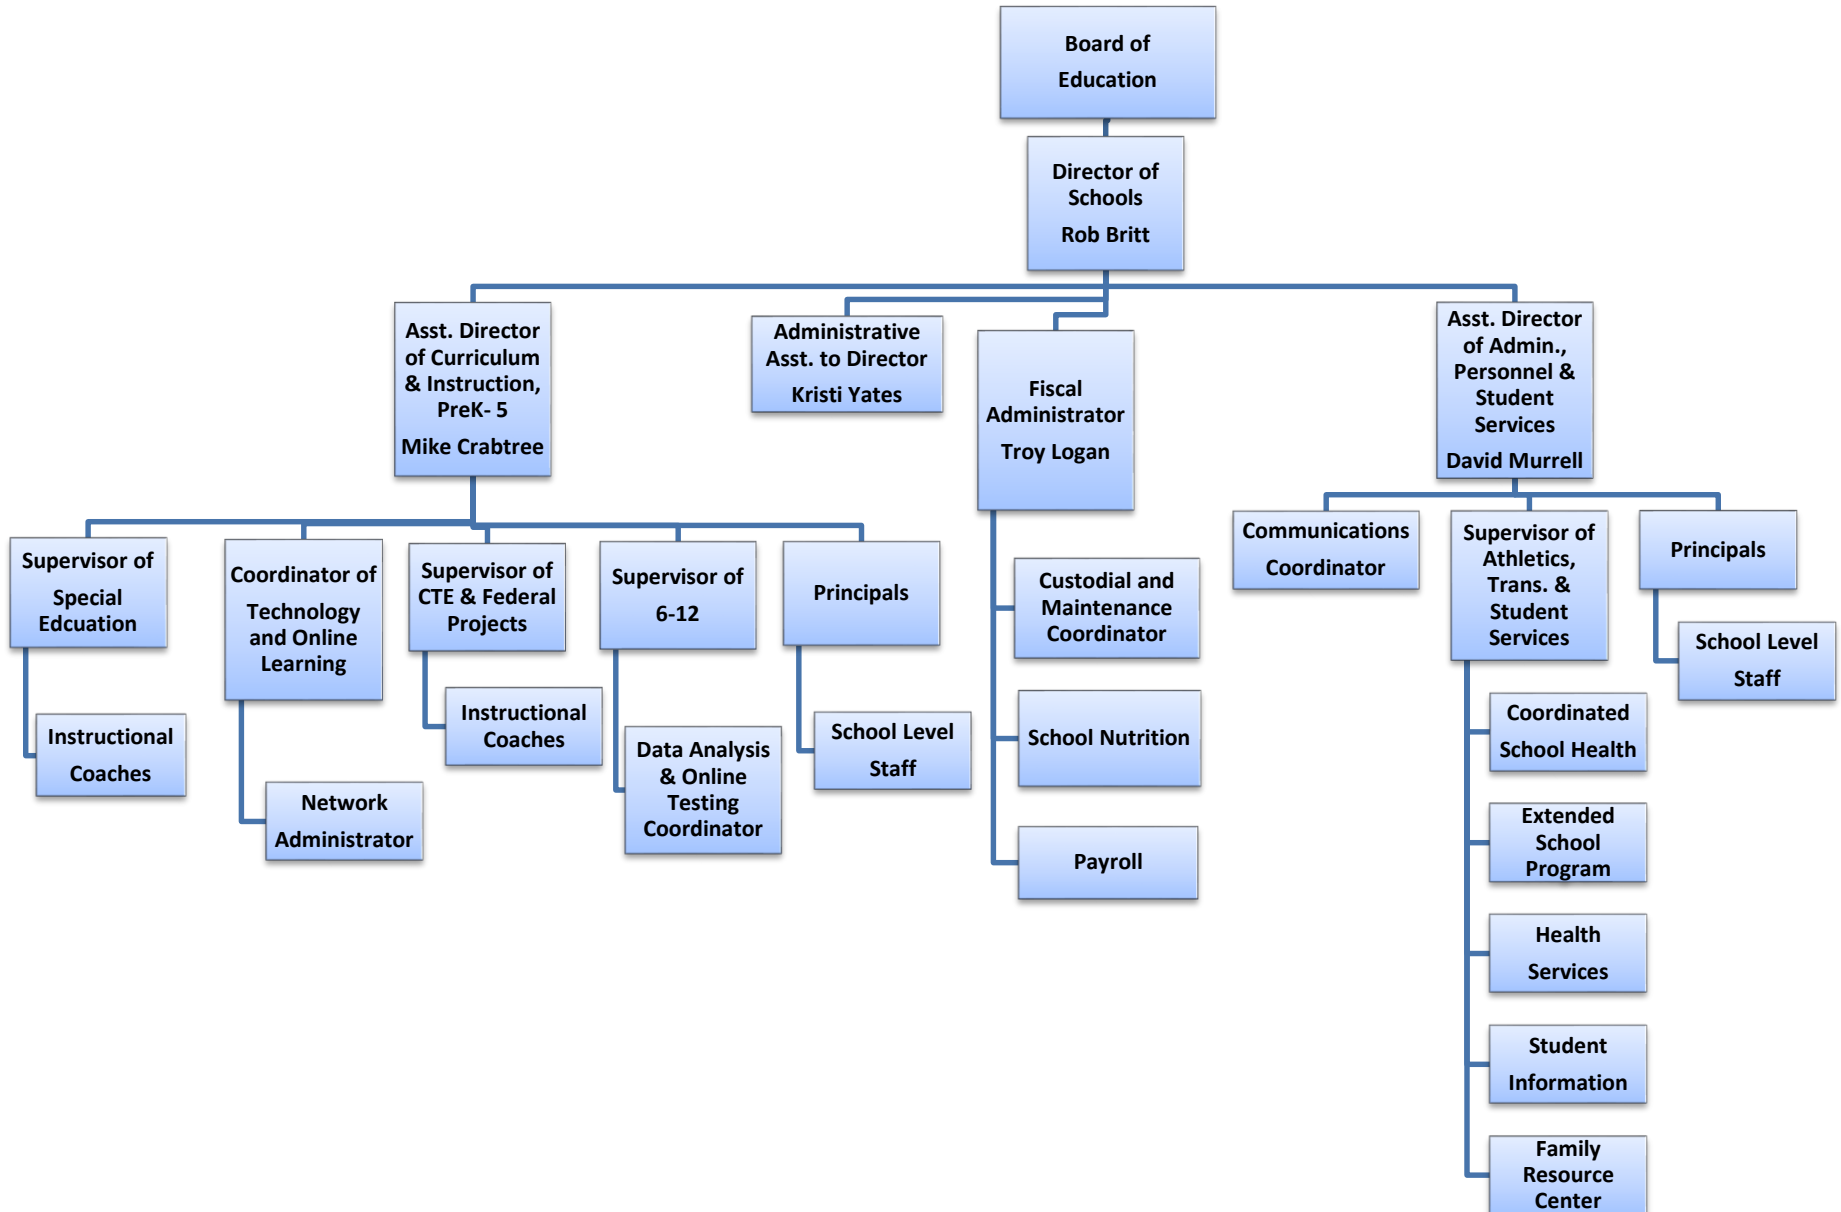 Board of
Education
Director of
Schools
Rob Britt
Asst. Director
of Curriculum
& Instruction,
PreK- 5
Mike Crabtree
Administrative
Asst. to Director
Kristi Yates
Fiscal
Administrator
Troy Logan
Asst. Director
of Admin.,
Personnel &
Student
Services
David Murrell
Supervisor of
Special
Edcuation
Instructional
Coaches
Coordinator of
Technology
and Online
Learning
Network
Administrator
Supervisor of
CTE & Federal
Projects
Instructional
Coaches
Supervisor of
6-12
Data Analysis
& Online
Testing
Coordinator
Principals
School Level
Staff
Custodial and
Maintenance
Coordinator
School Nutrition
Payroll
Communications
Coordinator
Supervisor of
Athletics,
Trans. &
Student
Services
Coordinated
School Health
Extended
School
Program
Health
Services
Student
Information
Family
Resource
Center
Principals
School Level
Staff